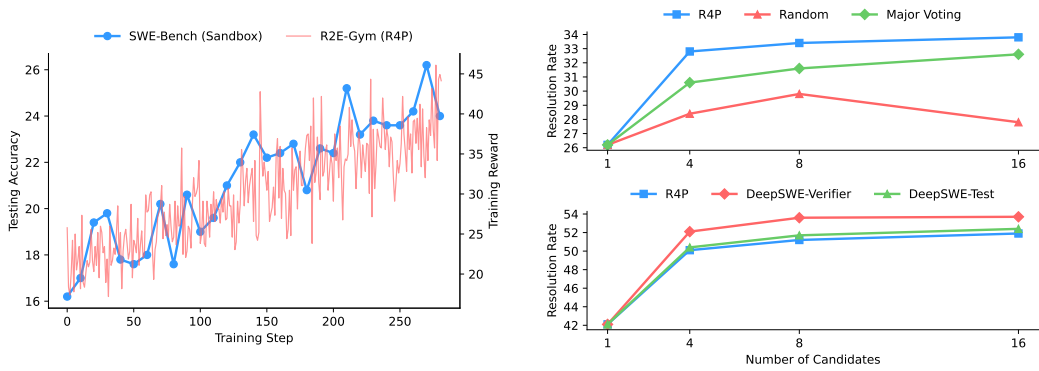 SWE-Bench (Sandbox) R2E-Gym (R4P)
26
24
22
20
18
16
Testing Accuracy
45
40
35
30
25
20
Training Reward
0 50 100 150 200 250
Training Step
R4P Random Major Voting
34
33
31
30
29
28
26
Resolution Rate
1 4 8 16
R4P DeepSWE-Verifier DeepSWE-Test
54
52
50
49
46
44
42
Resolution Rate
1 4 8 16
Number of Candidates